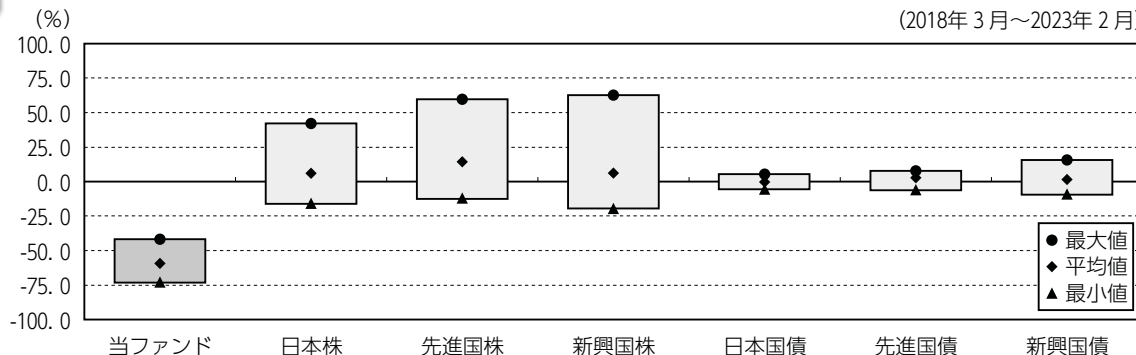 (%)
(2018年3月～2023年2月)
100.0
75.0
50.0
25.0
0.0
-25.0
-50.0
-75.0
-100.0
● 最大値
◆ 平均値
▲ 最小値
当ファンド 日本株 先進国株 新興国株 日本国債 先進国債 新興国債